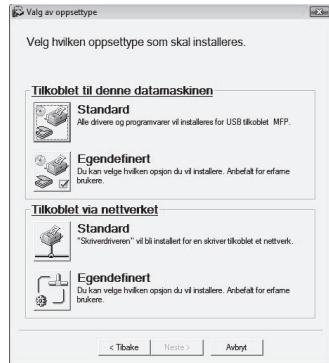 Valg av oppsettype
Velg hvilken oppsettype som skal installeres.
Tilkoblet til denne datamaskinen
Standard
Alle drivere og programvarer vil installeres for USB tilkoblet MFP.
Egendefinert
Du kan velge hvilken opsjon du vil installere. Anbefalt for erfarne
brukere.
Tilkoblet via nettverket
Standard
"Skriverdriveren" vil bli installert for en skriver tilkoblet et nettverk.
Egendefinert
Du kan velge hvilken opsjon du vil installere. Anbefalt for erfarne
brukere.
< Tibake
Neste >
Avbryt